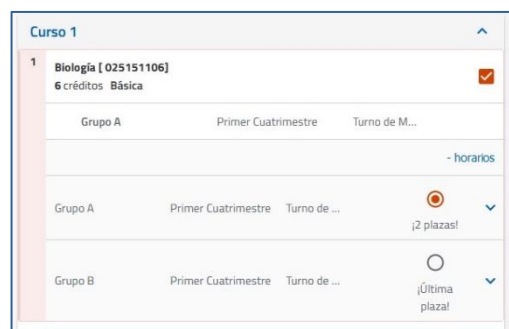 Curso 1
1
Biología [ 025151106]
6 créditos Básica
Grupo A Primer Cuatrimestre Turno de M...
- horarios
Grupo A Primer Cuatrimestre Turno de ...
¡2 plazas!
Grupo B Primer Cuatrimestre Turno de ...
¡Última
plaza!